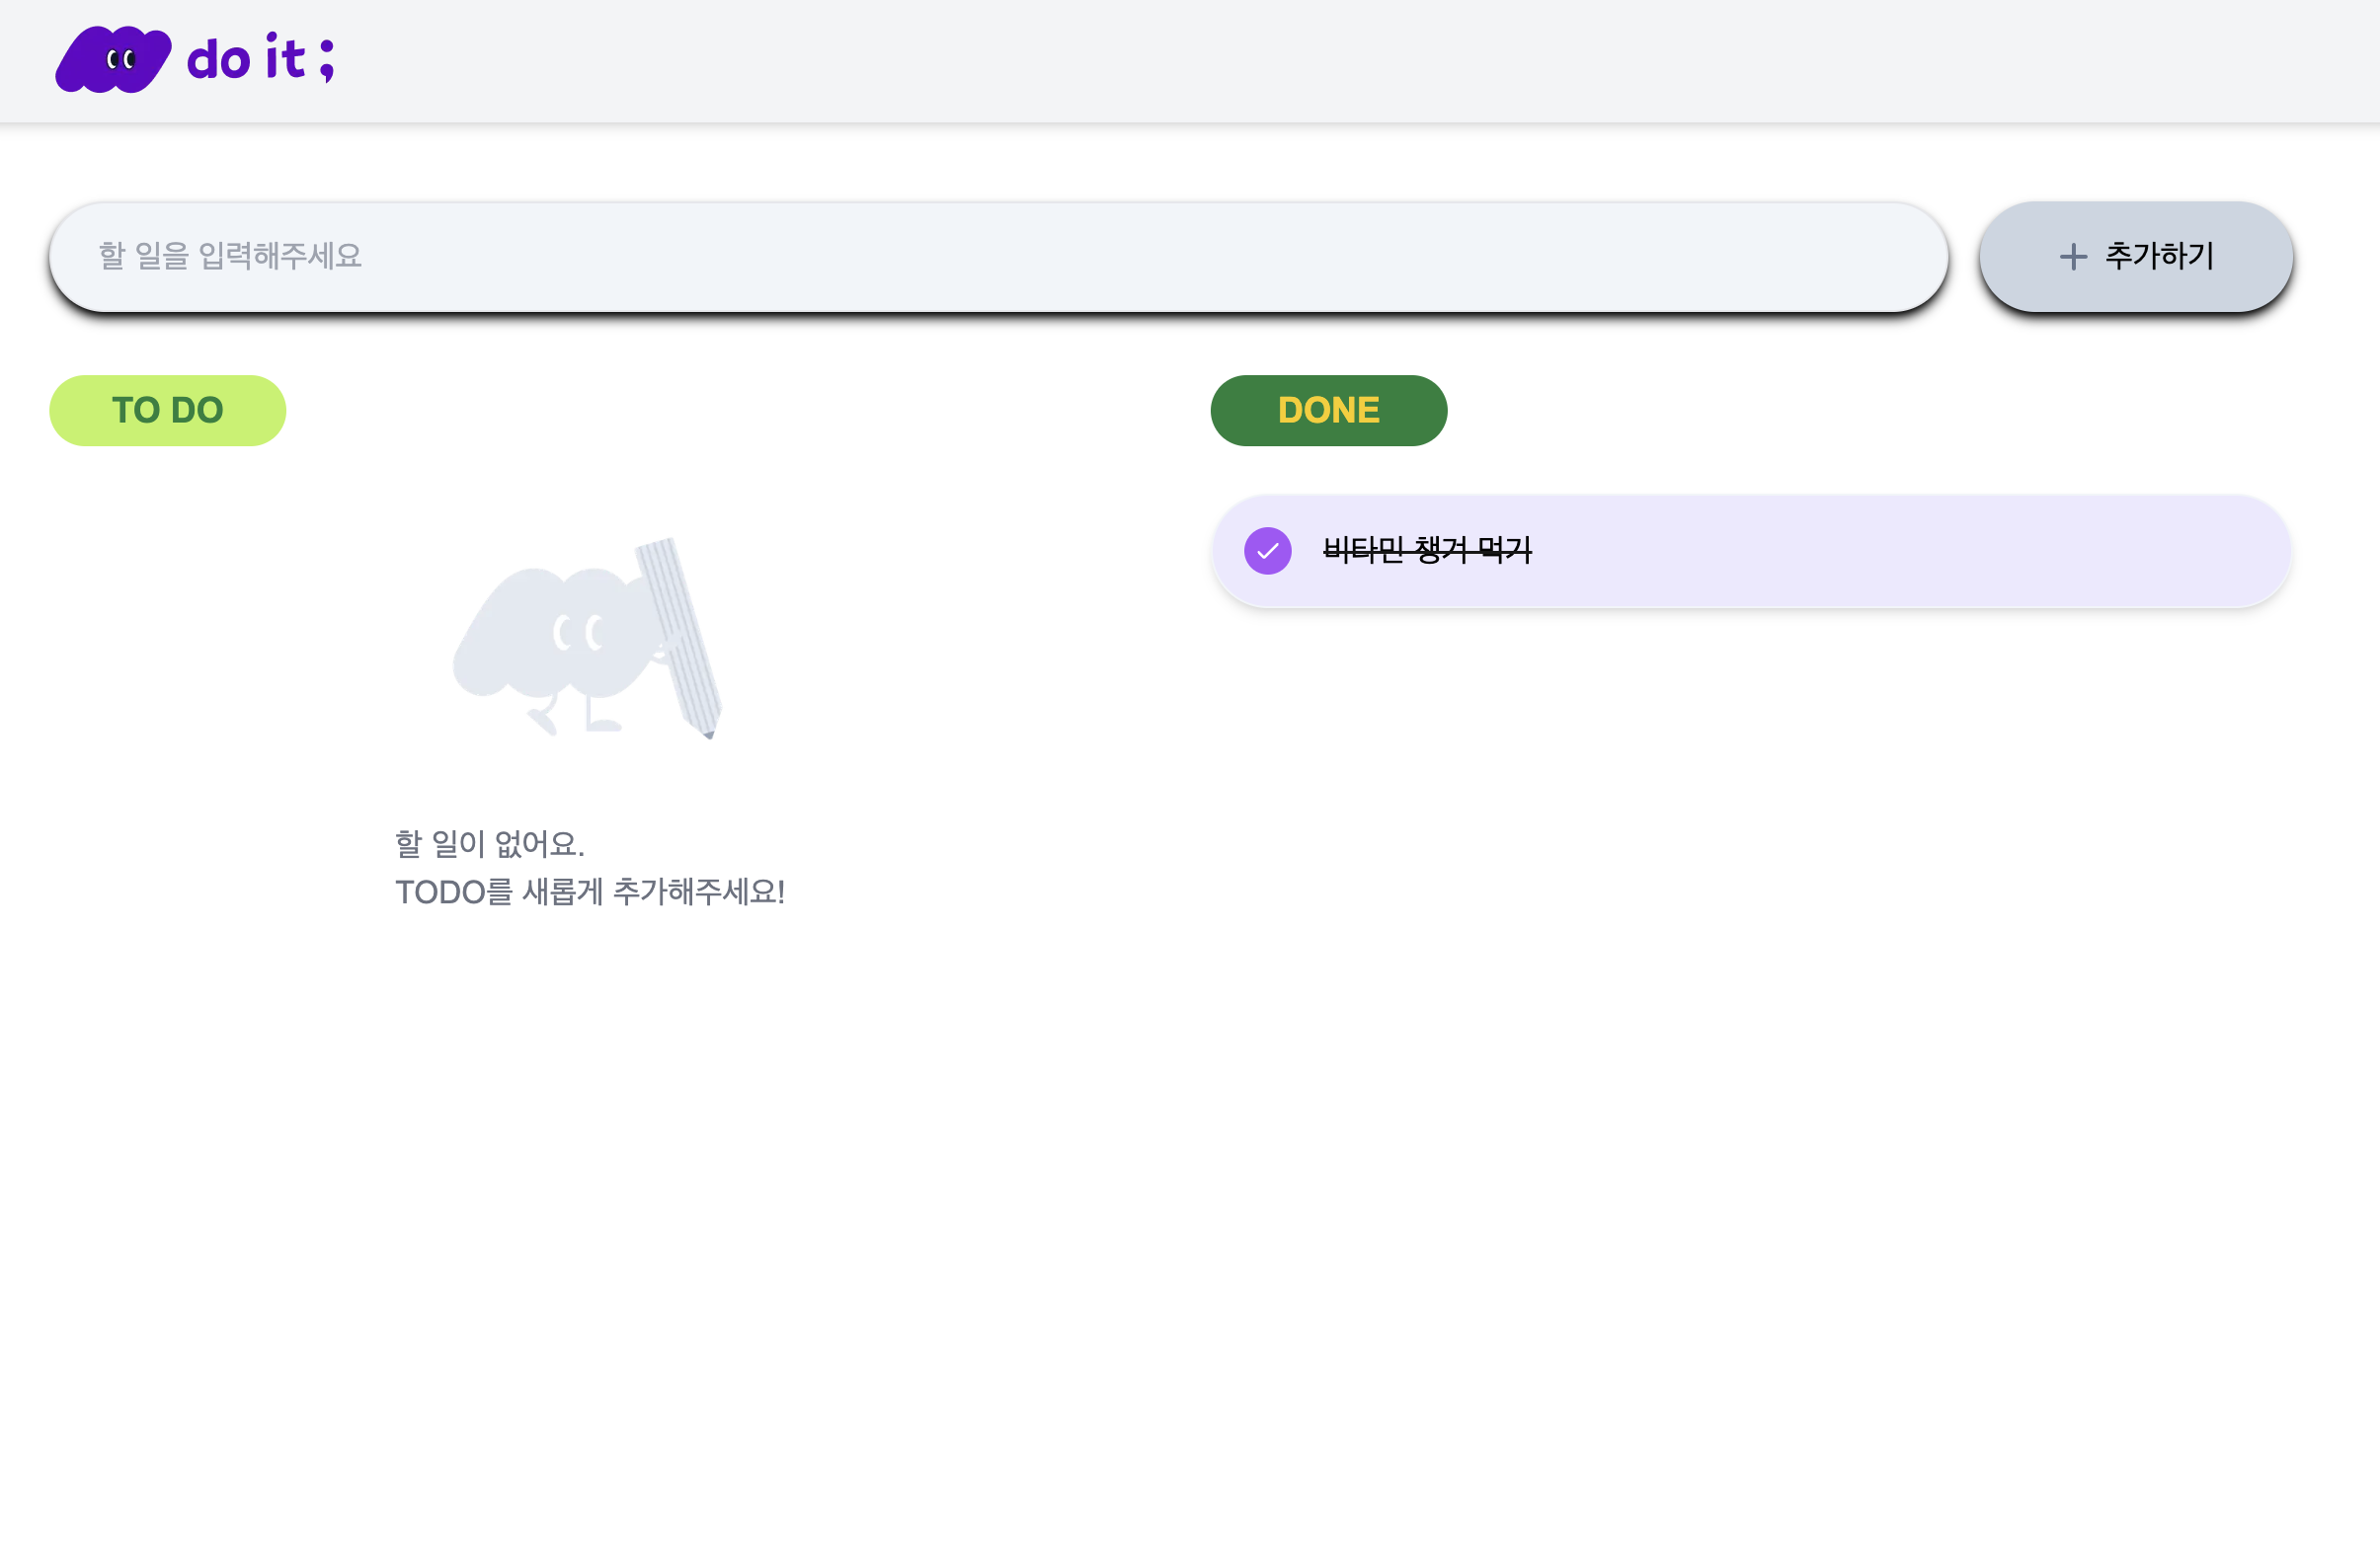 do it ;
할 일을 입력해주세요
+ 추가하기
TO DO
DONE
비타민 챙겨 먹기
할 일이 없어요.
TODO를 새롭게 추가해주세요!